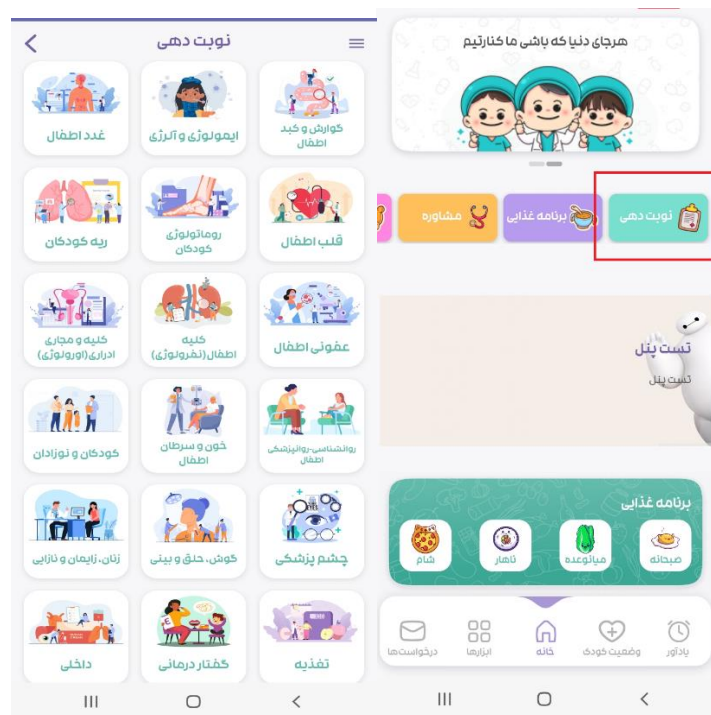 هرجای دنیا که باشی ما کنارتیم
نوبت دهی
برنامه غذایی
مشاوره
تست پنل
تست پنل
برنامه غذایی
صبحانه
میانوعده
ناهار
شام
یادآور
وضعیت کودک
خانه
ابزارها
درخواست‌ها
نوبت دهی
گوارش و کبد
اطفال
ایمولوژی و آلرژی
غدد اطفال
قلب اطفال
روماتولوژی
کودکان
ریه کودکان
عفونی اطفال
کلیه
اطفال(نفرولوژی)
کلیه و مجاری
ادراری(اورولوژی)
روانشناسی-روانپزشکی
اطفال
خون و سرطان
اطفال
کودکان و نوزادان
چشم پزشکی
گوش، حلق و بینی
زنان، زایمان و نازایی
تغذیه
گفتار درمانی
داخلی